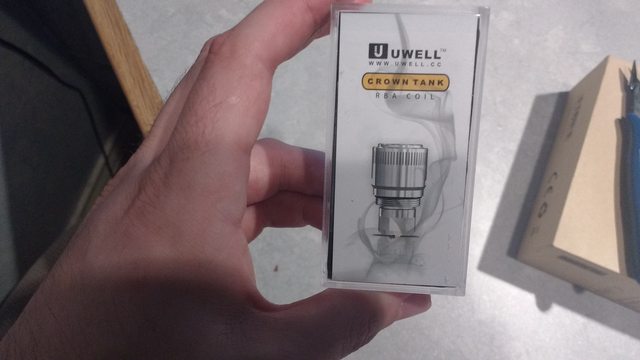 U UWELL™
WWW.UWELL.CC
CROWN TANK
RBA COIL